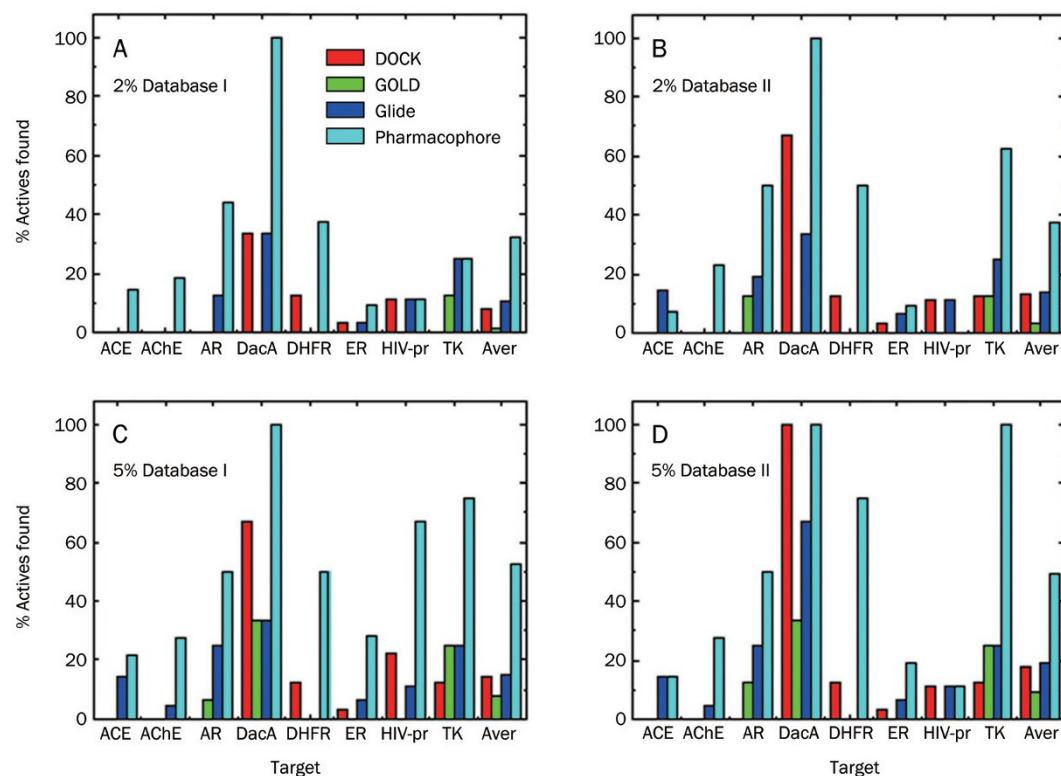 A
2% Database I
DOCK
GOLD
Glide
Pharmacophore
% Actives found
100
80
60
40
20
0
ACE AChE AR DacA DHFR ER HIV-pr TK Aver
B
2% Database II
100
80
60
40
20
0
ACE AChE AR DacA DHFR ER HIV-pr TK Aver
C
5% Database I
% Actives found
100
80
60
40
20
0
ACE AChE AR DacA DHFR ER HIV-pr TK Aver
Target
D
5% Database II
100
80
60
40
20
0
ACE AChE AR DacA DHFR ER HIV-pr TK Aver
Target